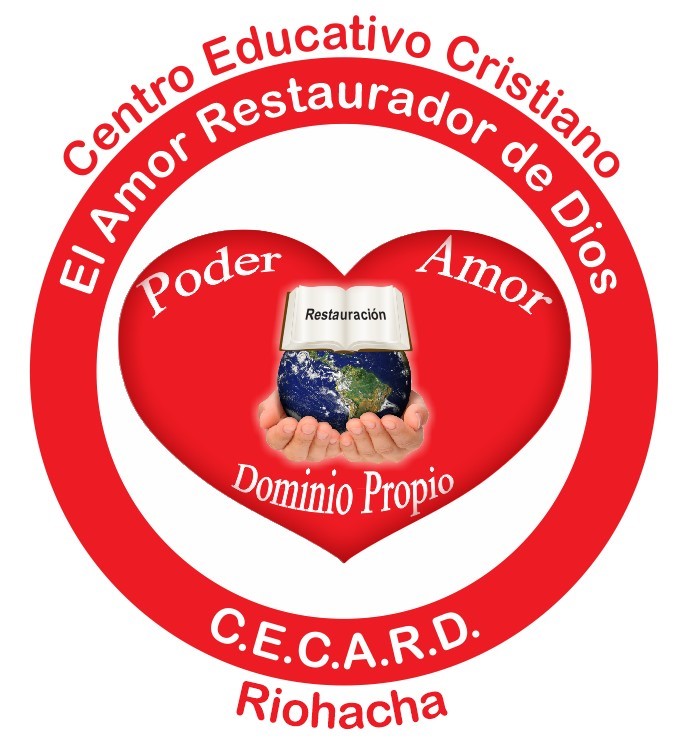 Centro Educativo Cristiano
El Amor Restaurador de Dios
Poder
Amor
Restauración
Dominio Propio
C.E.C.A.R.D.
Riohacha